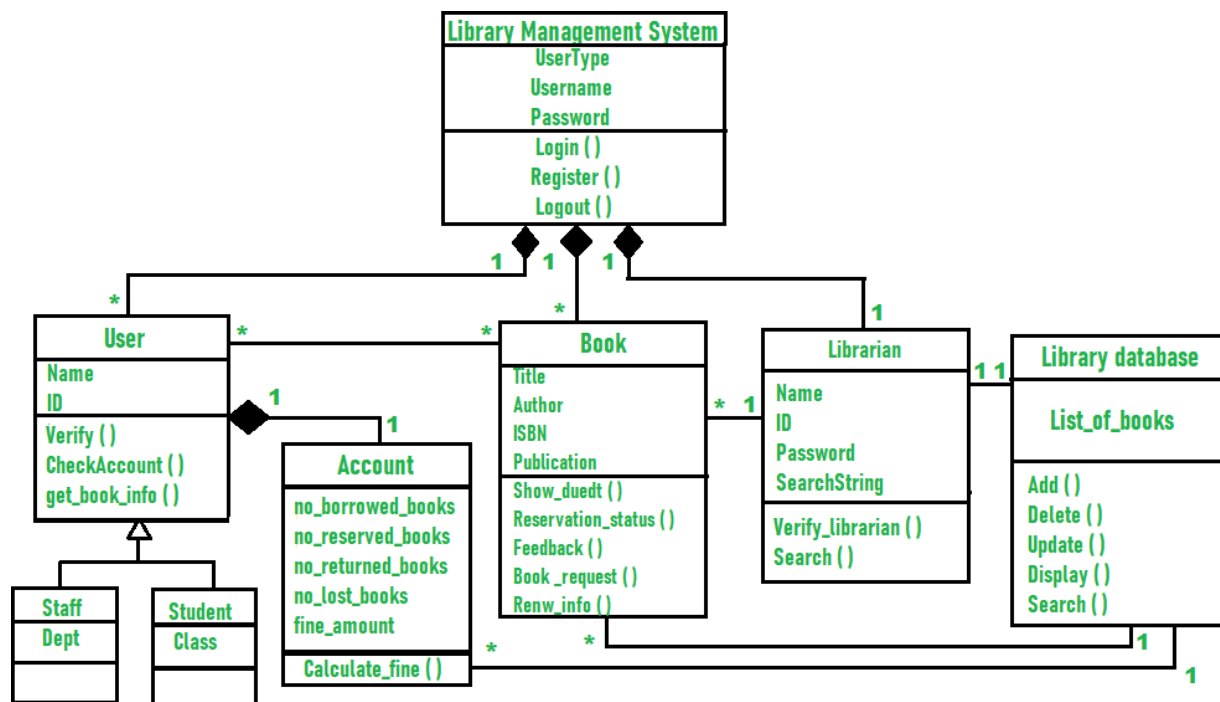 Library Management System
UserType
Username
Password
Login ( )
Register ( )
Logout ( )
1
1
1
*
*
1
User
Name
ID
Verify ( )
CheckAccount ( )
get_book_info ( )
*
*
1
1
Book
Title
Author
ISBN
Publication
Show_duedt ( )
Reservation_status ( )
Feedback ( )
Book _request ( )
Renw_info ( )
*
1
Librarian
Name
ID
Password
SearchString
Verify_librarian ( )
Search ( )
1
1
Library database
List_of_books
Add ( )
Delete ( )
Update ( )
Display ( )
Search ( )
Account
no_borrowed_books
no_reserved_books
no_returned_books
no_lost_books
fine_amount
Calculate_fine ( )
Staff
Dept
Student
Class
*
*
1
1